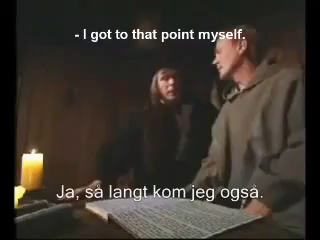 - I got to that point myself.
Ja, så langt kom jeg også.